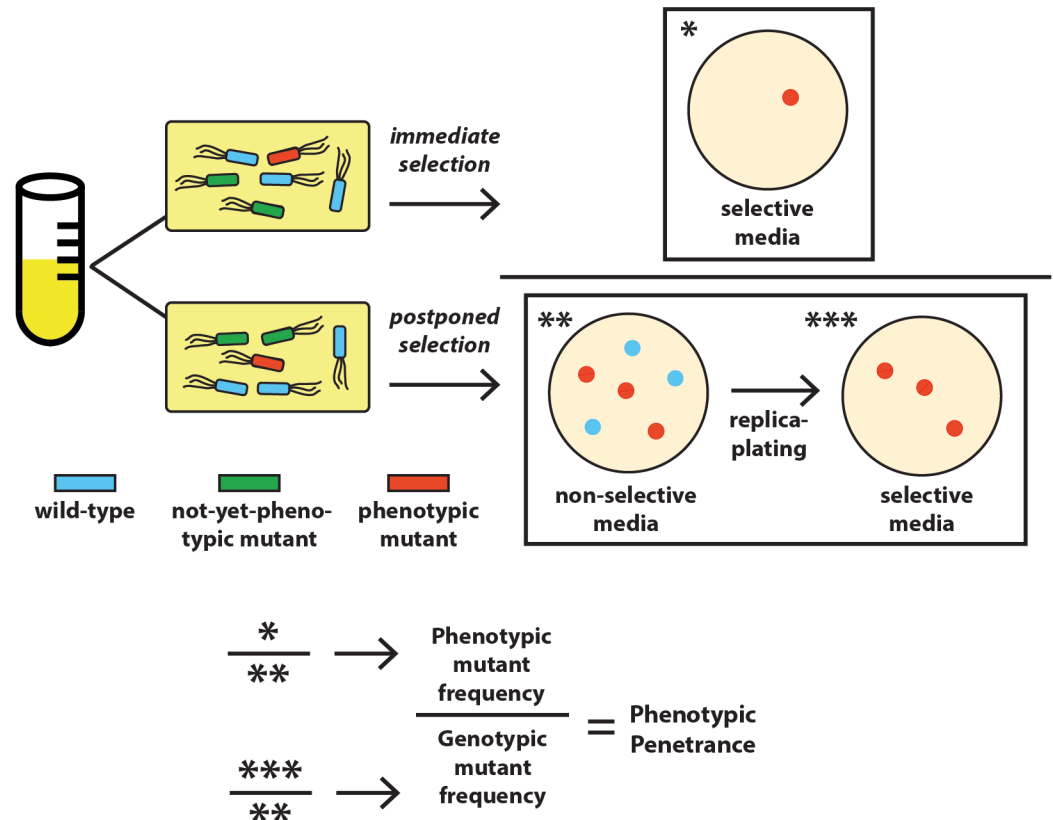 *
immediate
selection
selective
media
postponed
selection
**
***
replica-
plating
non-selective
media
selective
media
wild-type
not-yet-pheno-
typic mutant
phenotypic
mutant
*
**
Phenotypic
mutant
frequency
Genotypic
mutant
frequency
=
Phenotypic
Penetrance
***
**